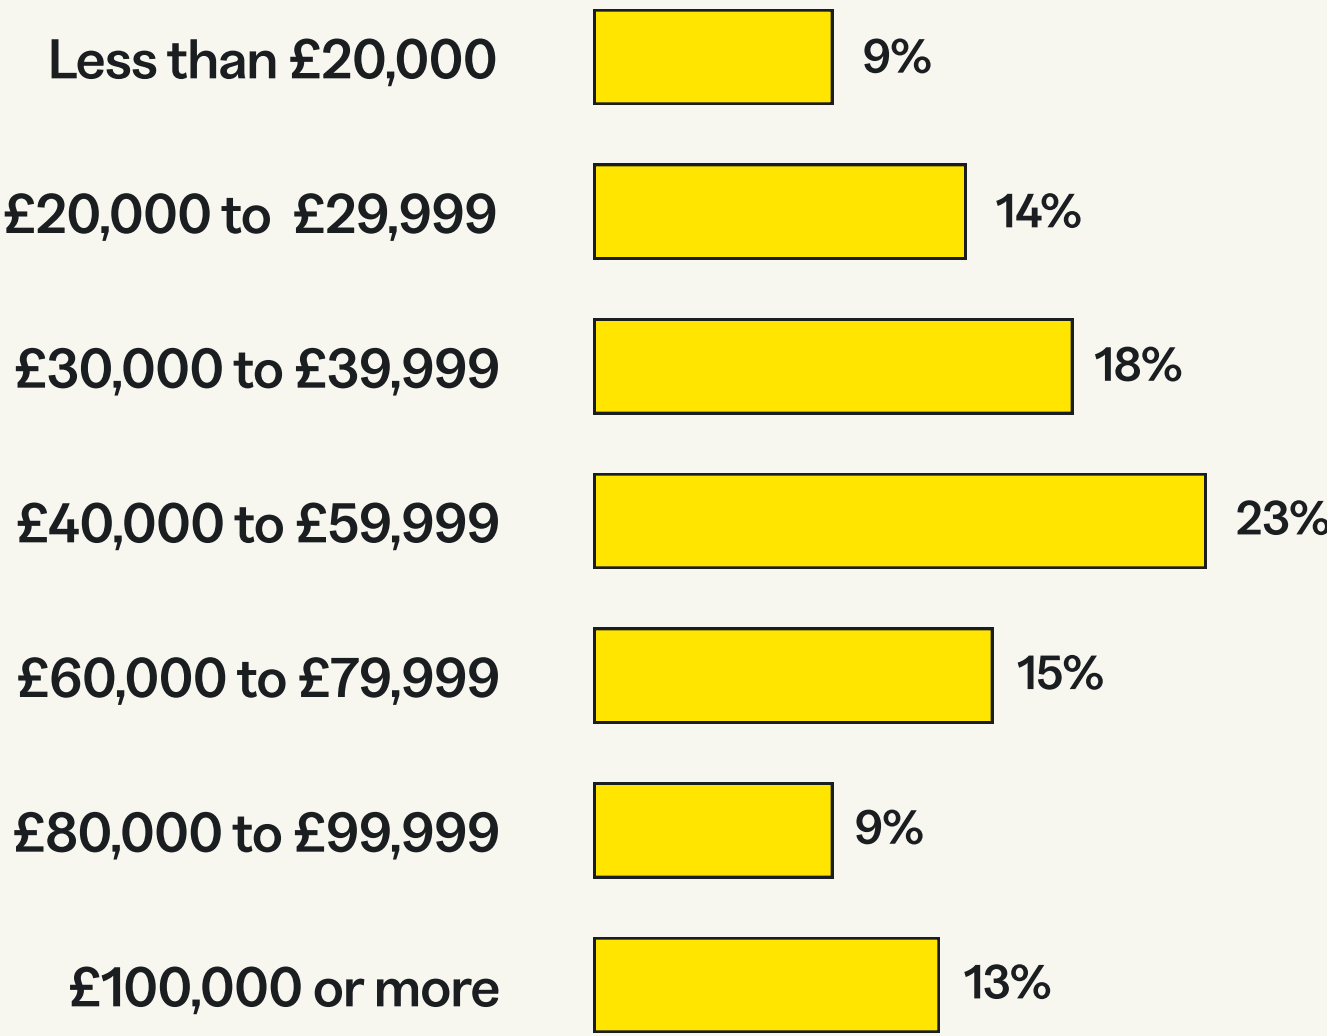 Less than £20,000 9%
£20,000 to £29,999 14%
£30,000 to £39,999 18%
£40,000 to £59,999 23%
£60,000 to £79,999 15%
£80,000 to £99,999 9%
£100,000 or more 13%